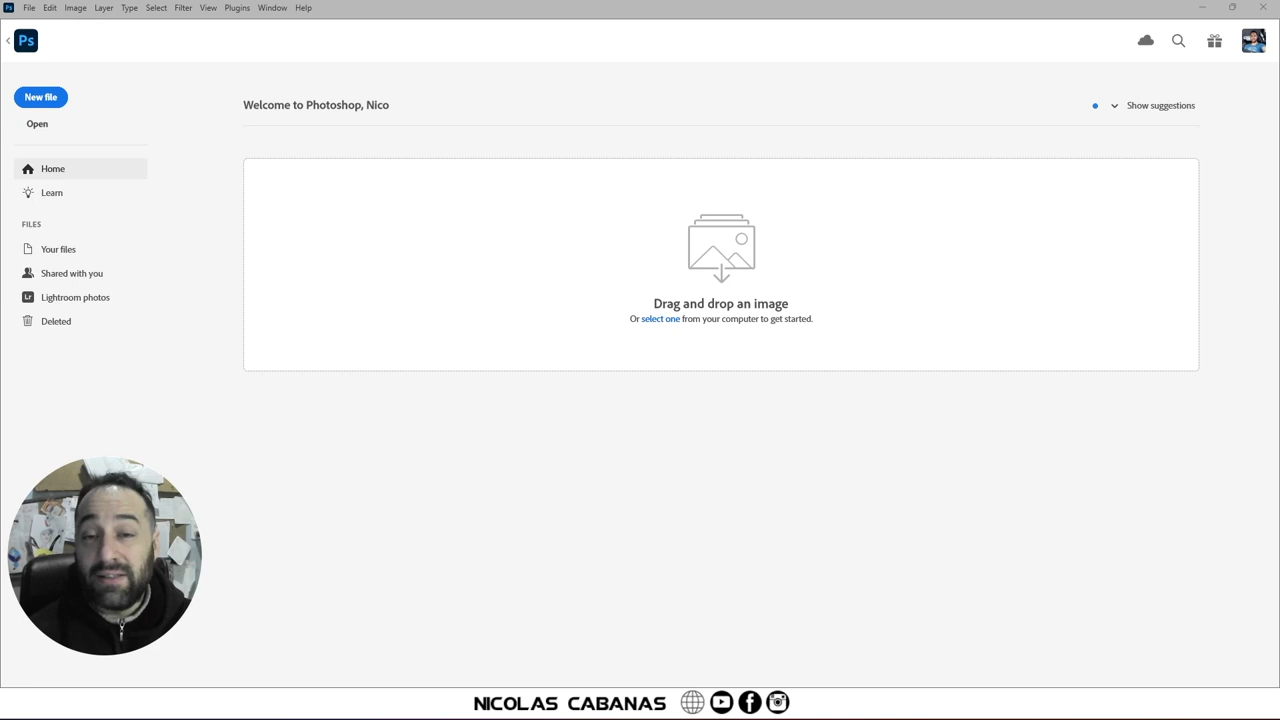 Ps File Edit Image Layer Type Select Filter View Plugins Window Help
Ps
New file
Open
Home
Learn
FILES
Your files
Shared with you
Lr Lightroom photos
Deleted
Welcome to Photoshop, Nico
Show suggestions
Drag and drop an image
Or select one from your computer to get started.
NICOLAS CABANAS